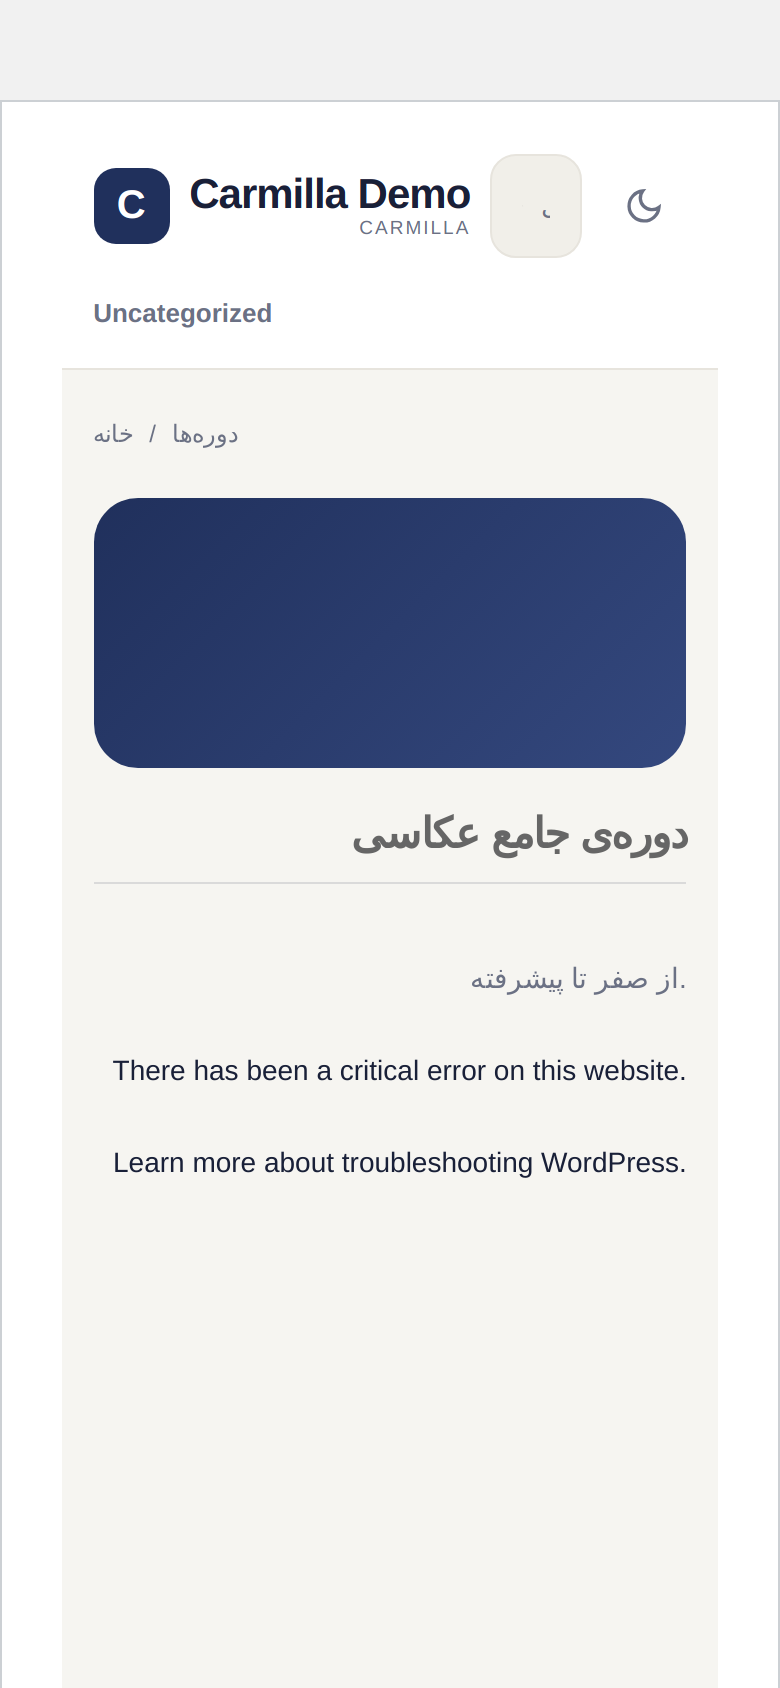 C
Carmilla Demo
CARMILLA
Uncategorized
خانه / دوره‌ها
دوره‌ی جامع عکاسی
از صفر تا پیشرفته.
There has been a critical error on this website.
Learn more about troubleshooting WordPress.